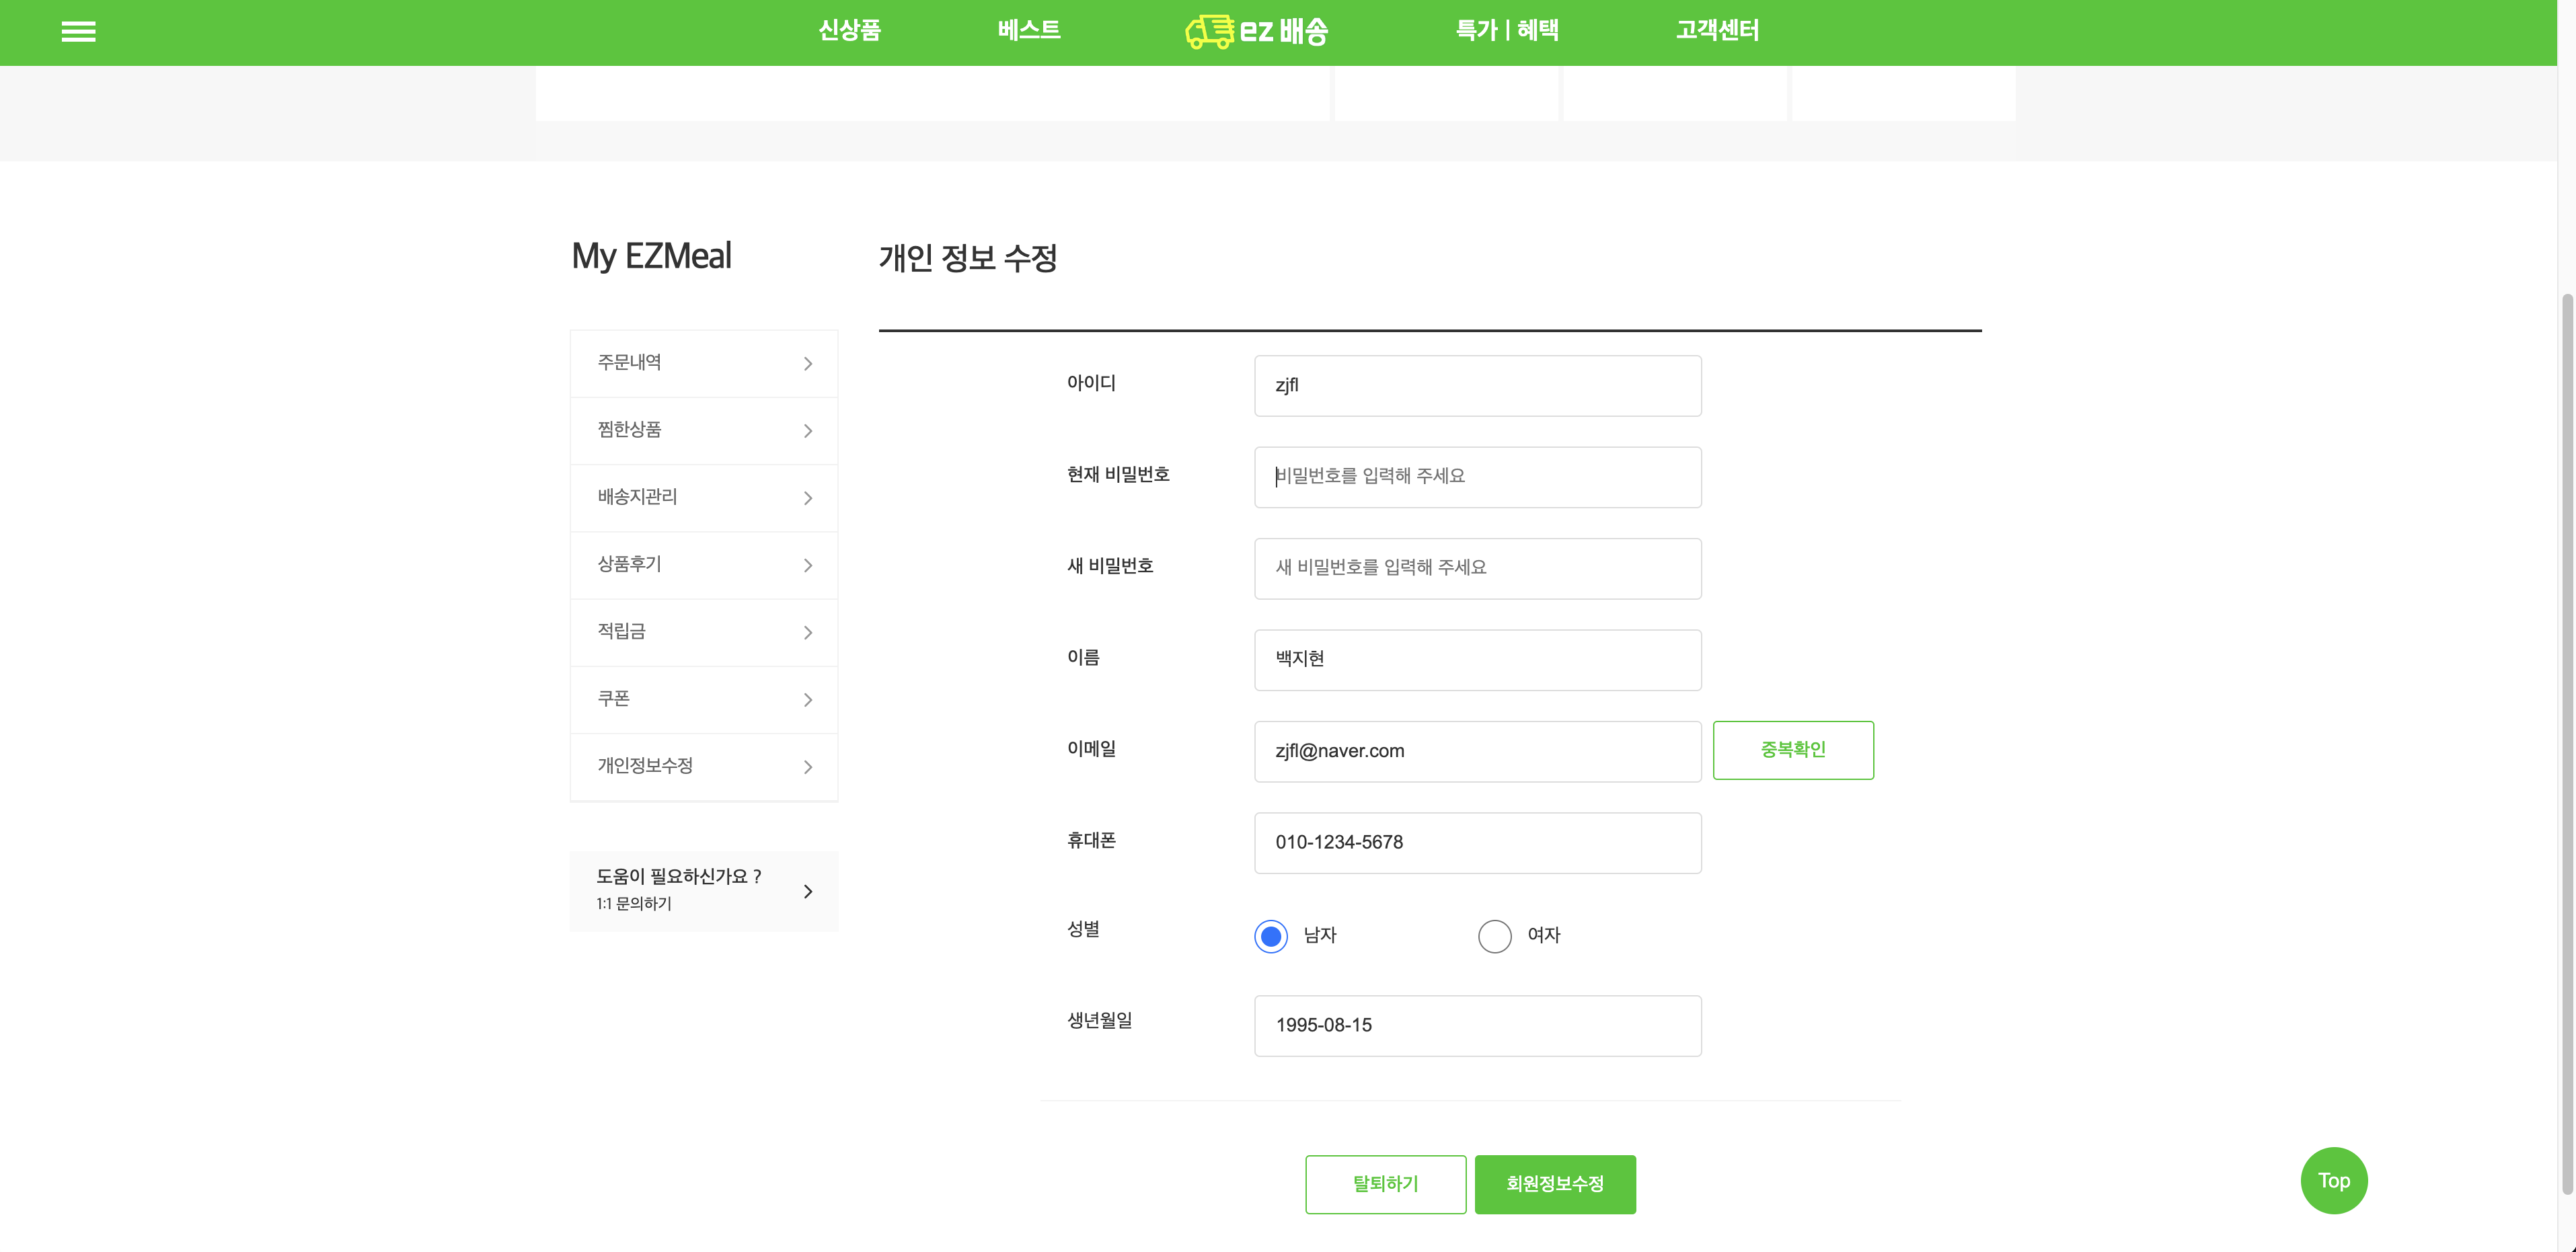 신상품
베스트
ez 배송
특가 | 혜택
고객센터
My EZMeal
주문내역
찜한상품
배송지관리
상품후기
적립금
쿠폰
개인정보수정
도움이 필요하신가요 ?
1:1 문의하기
개인 정보 수정
아이디
zjfl
현재 비밀번호
비밀번호를 입력해 주세요
새 비밀번호
새 비밀번호를 입력해 주세요
이름
백지현
이메일
zjfl@naver.com
중복확인
휴대폰
010-1234-5678
성별
남자
여자
생년월일
1995-08-15
탈퇴하기
회원정보수정
Top